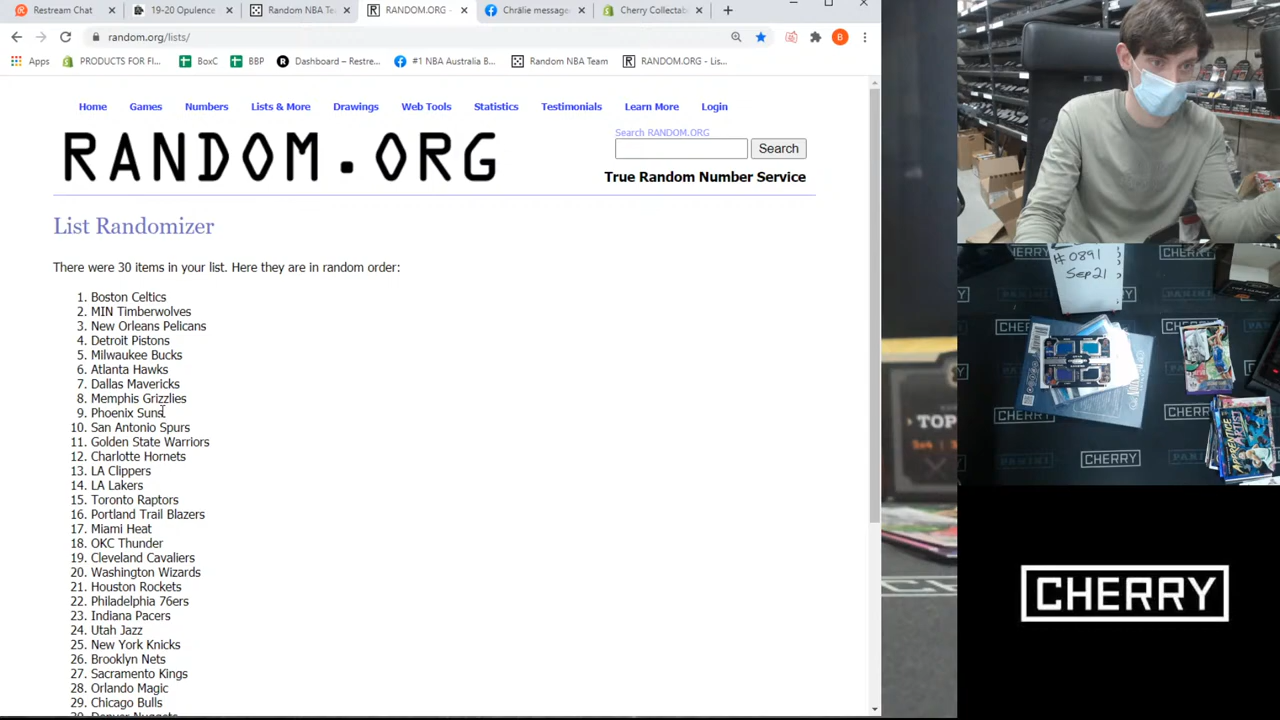 Restream Chat
19-20 Opulence
Random NBA Te
RANDOM.ORG -
Chrälie message
Cherry Collectab
random.org/lists/
B
Apps
PRODUCTS FOR FI...
BoxC
BBP
Dashboard – Restre...
#1 NBA Australia B...
Random NBA Team
RANDOM.ORG - Lis...
Home
Games
Numbers
Lists & More
Drawings
Web Tools
Statistics
Testimonials
Learn More
Login
RANDOM.ORG
Search RANDOM.ORG
Search
True Random Number Service
List Randomizer
There were 30 items in your list. Here they are in random order:
1. Boston Celtics
2. MIN Timberwolves
3. New Orleans Pelicans
4. Detroit Pistons
5. Milwaukee Bucks
6. Atlanta Hawks
7. Dallas Mavericks
8. Memphis Grizzlies
9. Phoenix Suns
10. San Antonio Spurs
11. Golden State Warriors
12. Charlotte Hornets
13. LA Clippers
14. LA Lakers
15. Toronto Raptors
16. Portland Trail Blazers
17. Miami Heat
18. OKC Thunder
19. Cleveland Cavaliers
20. Washington Wizards
21. Houston Rockets
22. Philadelphia 76ers
23. Indiana Pacers
24. Utah Jazz
25. New York Knicks
26. Brooklyn Nets
27. Sacramento Kings
28. Orlando Magic
29. Chicago Bulls
30. Denver Nuggets
TOP
# 0891
Sep 21
CHERRY
PANINI
APPRENTICE
ARTIST
CHERRY
CHERRY